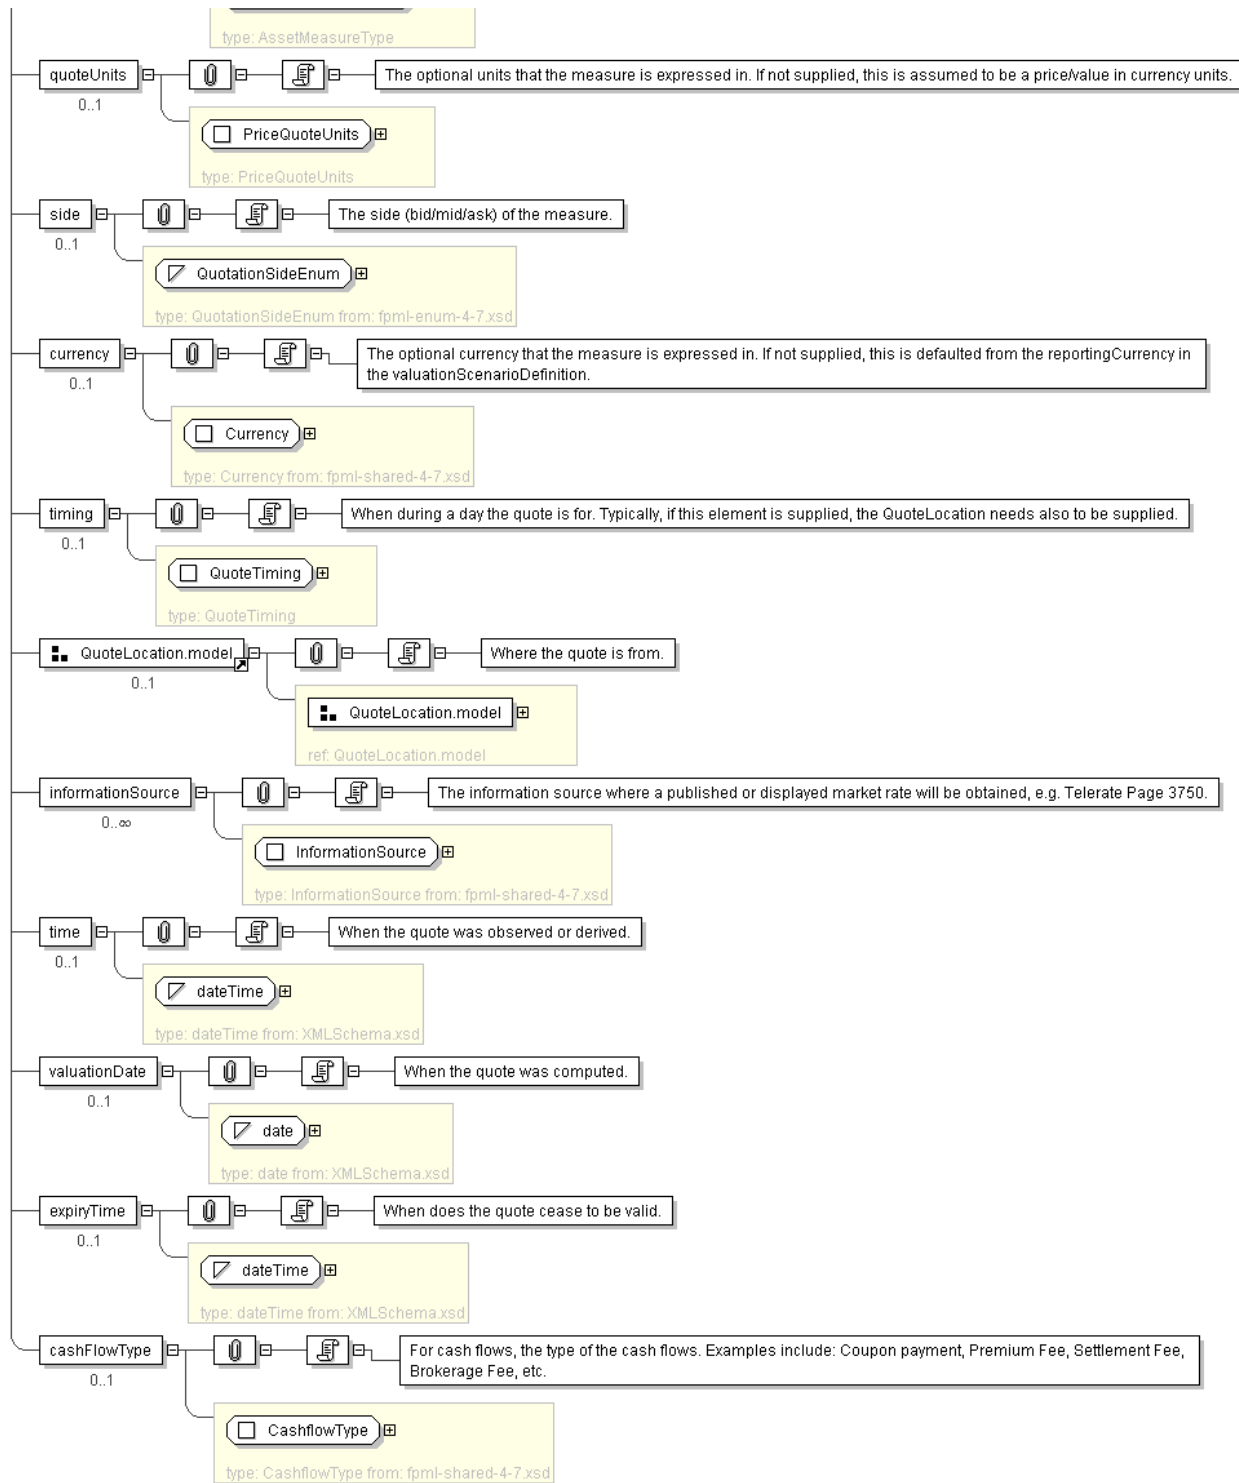 type: AssetMeasureType
quoteUnits
The optional units that the measure is expressed in. If not supplied, this is assumed to be a price/value in currency units.
0..1
PriceQuoteUnits
type: PriceQuoteUnits
side
The side (bid/mid/ask) of the measure.
0..1
QuotationSideEnum
type: QuotationSideEnum from: fpml-enum-4-7.xsd
currency
The optional currency that the measure is expressed in. If not supplied, this is defaulted from the reportingCurrency in
the valuationScenarioDefinition.
0..1
Currency
type: Currency from: fpml-shared-4-7.xsd
timing
When during a day the quote is for. Typically, if this element is supplied, the QuoteLocation needs also to be supplied.
0..1
QuoteTiming
type: QuoteTiming
QuoteLocation.model
Where the quote is from.
0..1
QuoteLocation.model
ref: QuoteLocation.model
informationSource
The information source where a published or displayed market rate will be obtained, e.g. Telerate Page 3750.
0..∞
InformationSource
type: InformationSource from: fpml-shared-4-7.xsd
time
When the quote was observed or derived.
0..1
dateTime
type: dateTime from: XMLSchema.xsd
valuationDate
When the quote was computed.
0..1
date
type: date from: XMLSchema.xsd
expiryTime
When does the quote cease to be valid.
0..1
dateTime
type: dateTime from: XMLSchema.xsd
cashFlowType
For cash flows, the type of the cash flows. Examples include: Coupon payment, Premium Fee, Settlement Fee,
Brokerage Fee, etc.
0..1
CashflowType
type: CashflowType from: fpml-shared-4-7.xsd